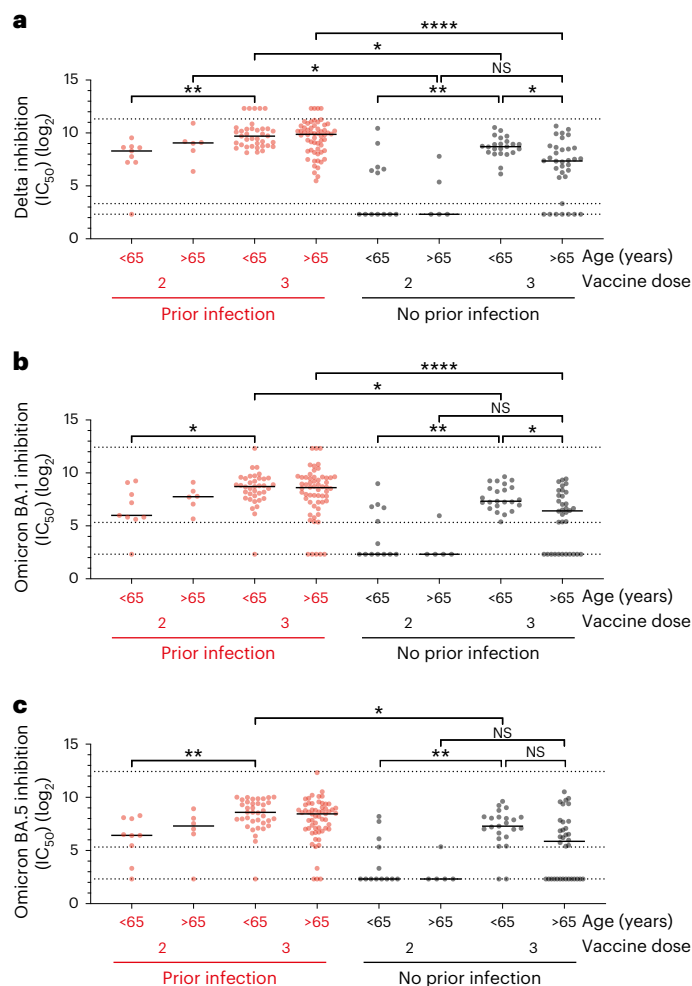 a
****
*
*
NS
**
**
*
15
10
5
0
Delta inhibition
(IC50) (log2)
<65 >65 <65 >65 <65 >65 <65 >65 Age (years)
2 3 2 3 Vaccine dose
Prior infection No prior infection
b
****
*
NS
*
**
*
15
10
5
0
Omicron BA.1 inhibition
(IC50) (log2)
<65 >65 <65 >65 <65 >65 <65 >65 Age (years)
2 3 2 3 Vaccine dose
Prior infection No prior infection
c
*
NS
**
**
NS
15
10
5
0
Omicron BA.5 inhibition
(IC50) (log2)
<65 >65 <65 >65 <65 >65 <65 >65 Age (years)
2 3 2 3 Vaccine dose
Prior infection No prior infection